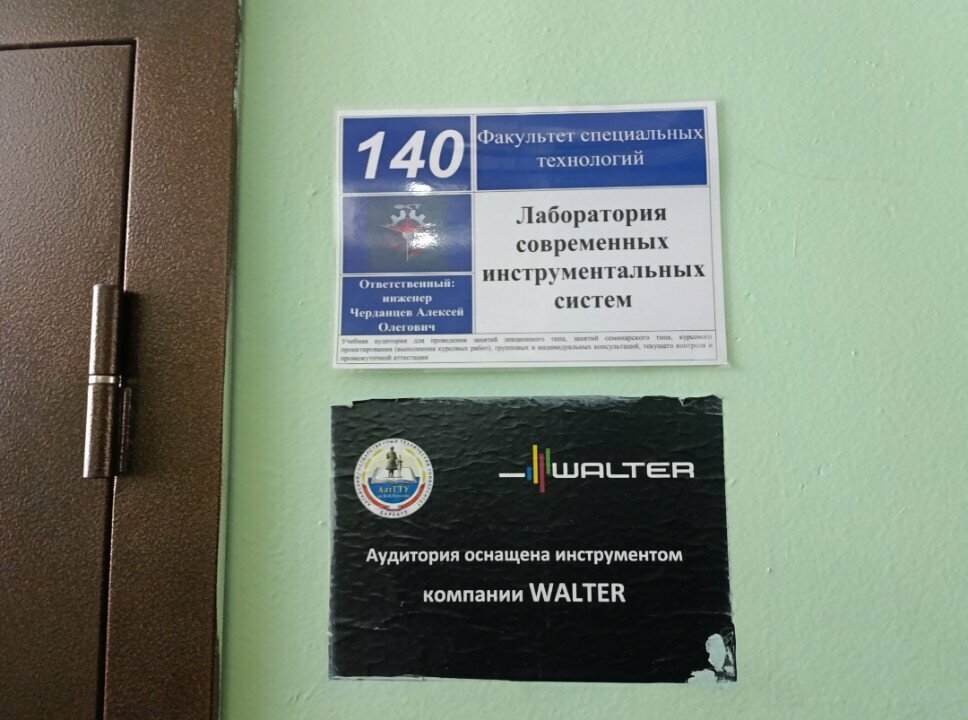 140
Факультет специальных
технологий
ФСТ
Лаборатория
современных
инструментальных
систем
Ответственный:
инженер
Черданцев Алексей
Олегович
Учебная аудитория для проведения занятий лекционного типа, занятий семинарского типа, курсового
проектирования (выполнения курсовых работ), групповых и индивидуальных консультаций, текущего контроля и
промежуточной аттестации
АлтГТУ
БАРНАУЛ
WALTER
Аудитория оснащена инструментом
компании WALTER